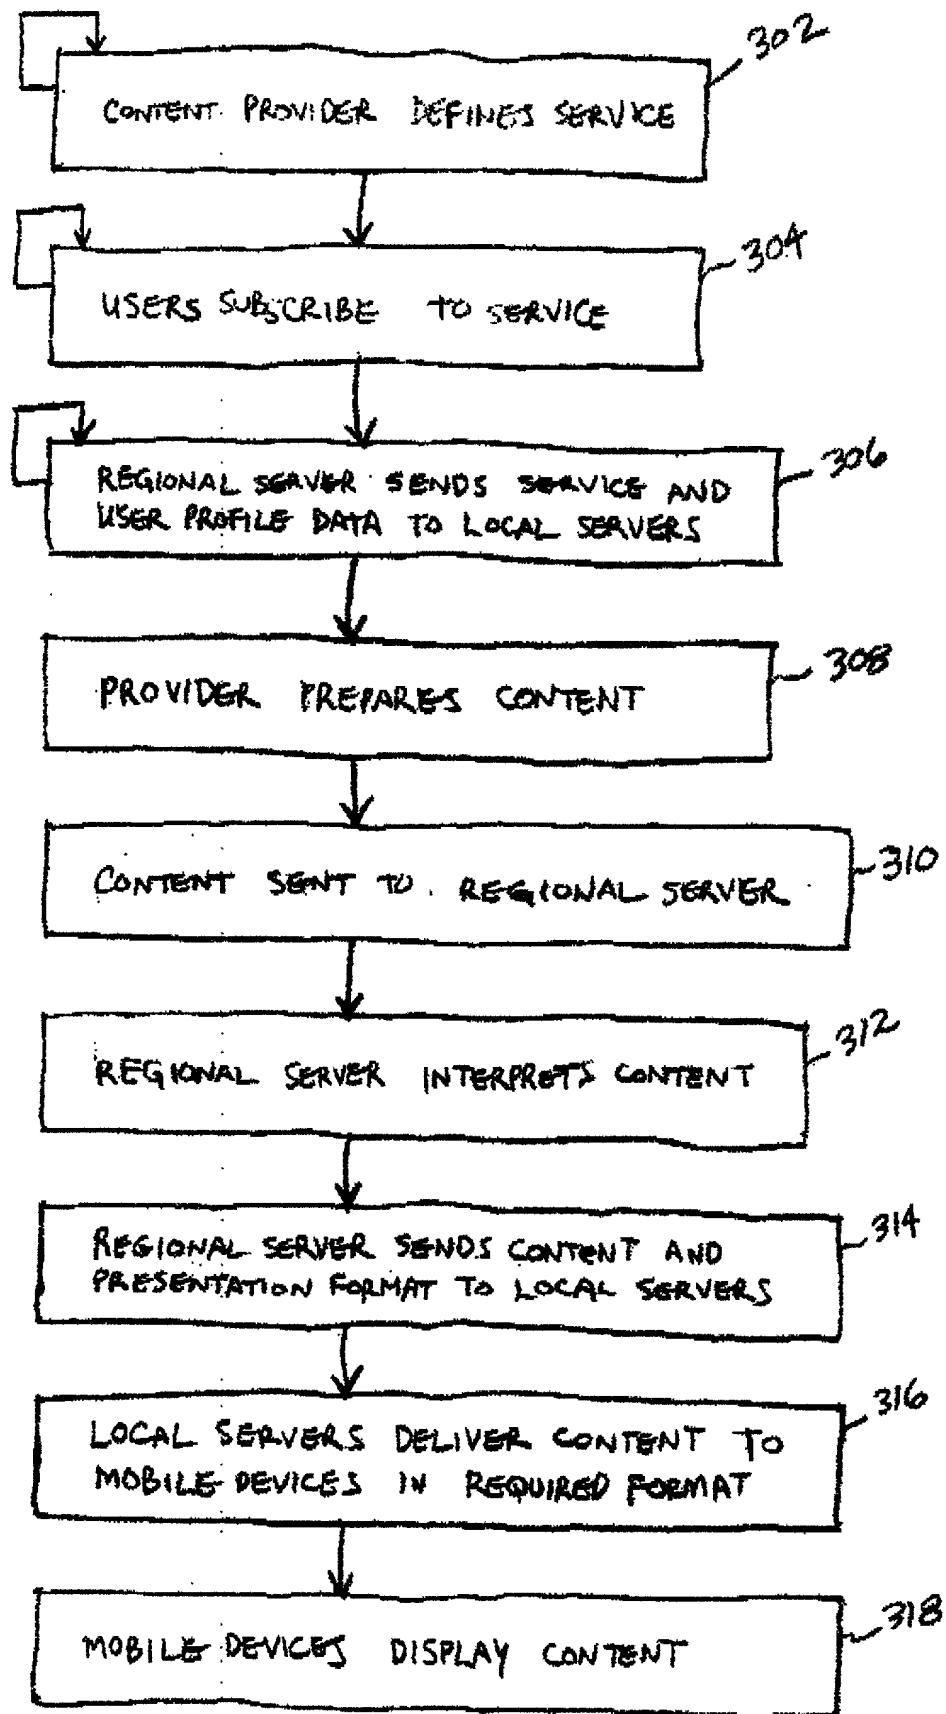 302
CONTENT PROVIDER DEFINES SERVICE
304
USERS SUBSCRIBE TO SERVICE
306
REGIONAL SERVER SENDS SERVICE AND
USER PROFILE DATA TO LOCAL SERVERS
308
PROVIDER PREPARES CONTENT
310
CONTENT SENT TO REGIONAL SERVER
312
REGIONAL SERVER INTERPRETS CONTENT
314
REGIONAL SERVER SENDS CONTENT AND
PRESENTATION FORMAT TO LOCAL SERVERS
316
LOCAL SERVERS DELIVER CONTENT TO
MOBILE DEVICES IN REQUIRED FORMAT
318
MOBILE DEVICES DISPLAY CONTENT